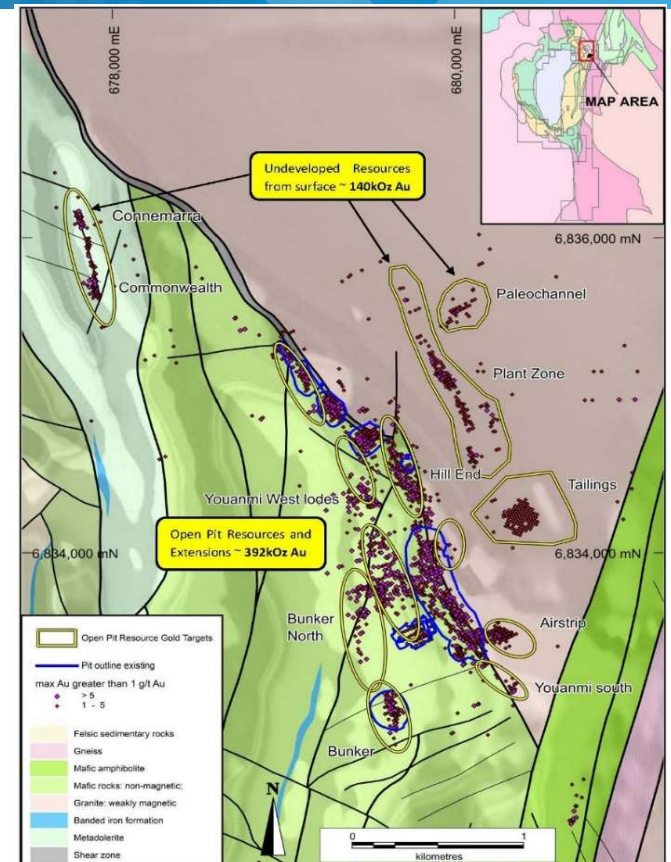 678,000 mE
680,000 mE
MAP AREA
Undeveloped Resources
from surface ~ 140kOz Au
Connemarra
6,836,000 mN
Commonwealth
Paleochannel
Plant Zone
Hill End
Tailings
Youanmi West lodes
Open Pit Resources and
Extensions ~ 392kOz Au
6,834,000 mN
Bunker
North
Airstrip
Youanmi south
Bunker
Open Pit Resource Gold Targets
Pit outline existing
max Au greater than 1 g/t Au
> 5
1 - 5
Felsic sedimentary rocks
Gneiss
Mafic amphibolite
Mafic rocks: non-magnetic;
Granite: weakly magnetic
Banded iron formation
Metadolerite
Shear zone
N
0 1
kilometres